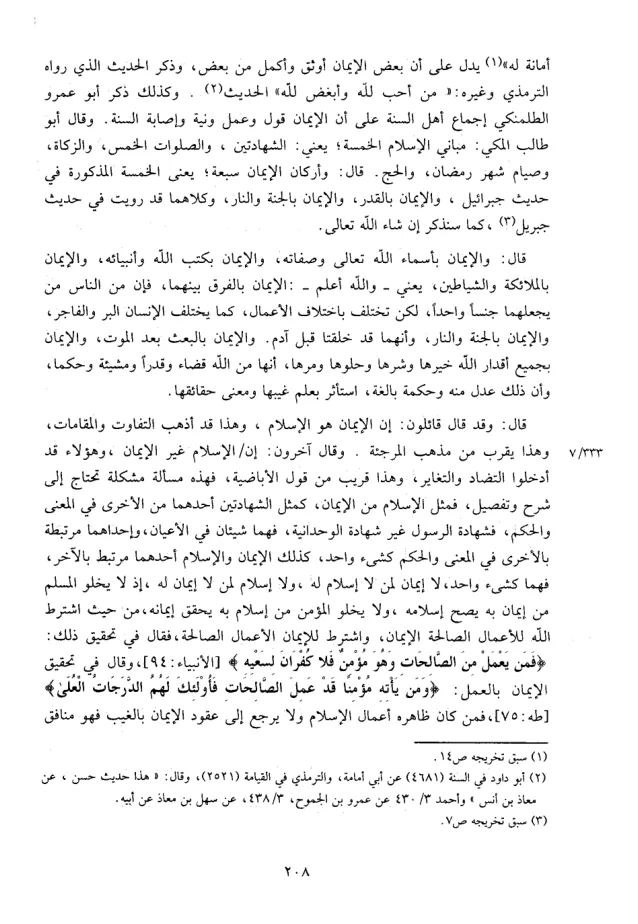 أمانة له»(١) يدل على أن بعض الإيمان أوثق وأكمل من بعض، وذكر الحديث الذي رواه
الترمذي وغيره: « من أحب لله وأبغض لله» الحديث(٢) . وكذلك ذكر أبو عمرو
الطلمنكي إجماع أهل السنة على أن الإيمان قول وعمل ونية وإصابة السنة. وقال أبو
طالب المكي: مباني الإسلام الخمسة؛ يعني: الشهادتين ، والصلوات الخمس، والزكاة،
وصيام شهر رمضان، والحج. قال: وأركان الإيمان سبعة؛ يعنى الخمسة المذكورة في
حديث جبرائيل ، والإيمان بالقدر، والإيمان بالجنة والنار، وكلاهما قد رويت في حديث
جبريل(٣) ، كما سنذكر إن شاء الله تعالى.
قال: والإيمان بأسماء الله تعالى وصفاته، والإيمان بكتب الله وأنبيائه، والإيمان
بالملائكة والشياطين، يعني ـ والله أعلم ـ :الإيمان بالفرق بينهما، فإن من الناس من
يجعلهما جنساً واحداً، لكن تختلف باختلاف الأعمال، كما يختلف الإنسان البر والفاجر،
والإيمان بالجنة والنار، وأنهما قد خلقتا قبل آدم. والإيمان بالبعث بعد الموت، والإيمان
بجميع أقدار الله خيرها وشرها وحلوها ومرها، أنها من الله قضاء وقدراً ومشيئة وحكما،
وأن ذلك عدل منه وحكمة بالغة، استأثر بعلم غيبها ومعنى حقائقها.
قال: وقد قال قائلون: إن الإيمان هو الإسلام ، وهذا قد أذهب التفاوت والمقامات،
٧/٣٣٣ وهذا يقرب من مذهب المرجئة . وقال آخرون: إن/الإسلام غير الإيمان ،وهؤلاء قد
أدخلوا التضاد والتغاير، وهذا قريب من قول الأباضية، فهذه مسألة مشكلة تحتاج إلى
شرح وتفصيل، فمثل الإسلام من الإيمان، كمثل الشهادتين أحدهما من الأخرى في المعنى
والحكم، فشهادة الرسول غير شهادة الوحدانية، فهما شيئان في الأعيان،وإحداهما مرتبطة
بالأخرى في المعنى والحكم كشىء واحد، كذلك الإيمان والإسلام أحدهما مرتبط بالآخر،
فهما كشىء واحد،لا إيمان لمن لا إسلام له ،ولا إسلام لمن لا إيمان له ،إذ لا يخلو المسلم
من إيمان به يصح إسلامه ،ولا يخلو المؤمن من إسلام به يحقق إيمانه،من حيث اشترط
الله للأعمال الصالحة الإيمان، واشترط للإيمان الأعمال الصالحة،فقال في تحقيق ذلك:
﴿فَمَن يَعْمَلْ مِنَ الصَّالِحَاتِ وَهُوَ مُؤْمِنٌ فَلا كُفْرَانَ لِسَعْيِهِ ﴾ [الأنبياء:٩٤]،وقال في تحقيق
الإيمان بالعمل: ﴿وَمَن يَأْتِهِ مُؤْمِنًا قَدْ عَمِلَ الصَّالِحَاتِ فَأُولَئِكَ لَهُمُ الدَّرَجَاتُ الْعُلَىٰ﴾
[طه:٧٥]،فمن كان ظاهره أعمال الإسلام ولا يرجع إلى عقود الإيمان بالغيب فهو منافق
(١) سبق تخريجه ص١٤.
(٢) أبو داود في السنة (٤٦٨١) عن أبي أمامة، والترمذي في القيامة (٢٥٢١)، وقال: « هذا حديث حسن ، عن
معاذ بن أنس » وأحمد ٣/ ٤٣٠ عن عمرو بن الجموح، ٤٣٨/٣، عن سهل بن معاذ عن أبيه.
(٣) سبق تخريجه ص٧.
٢٠٨